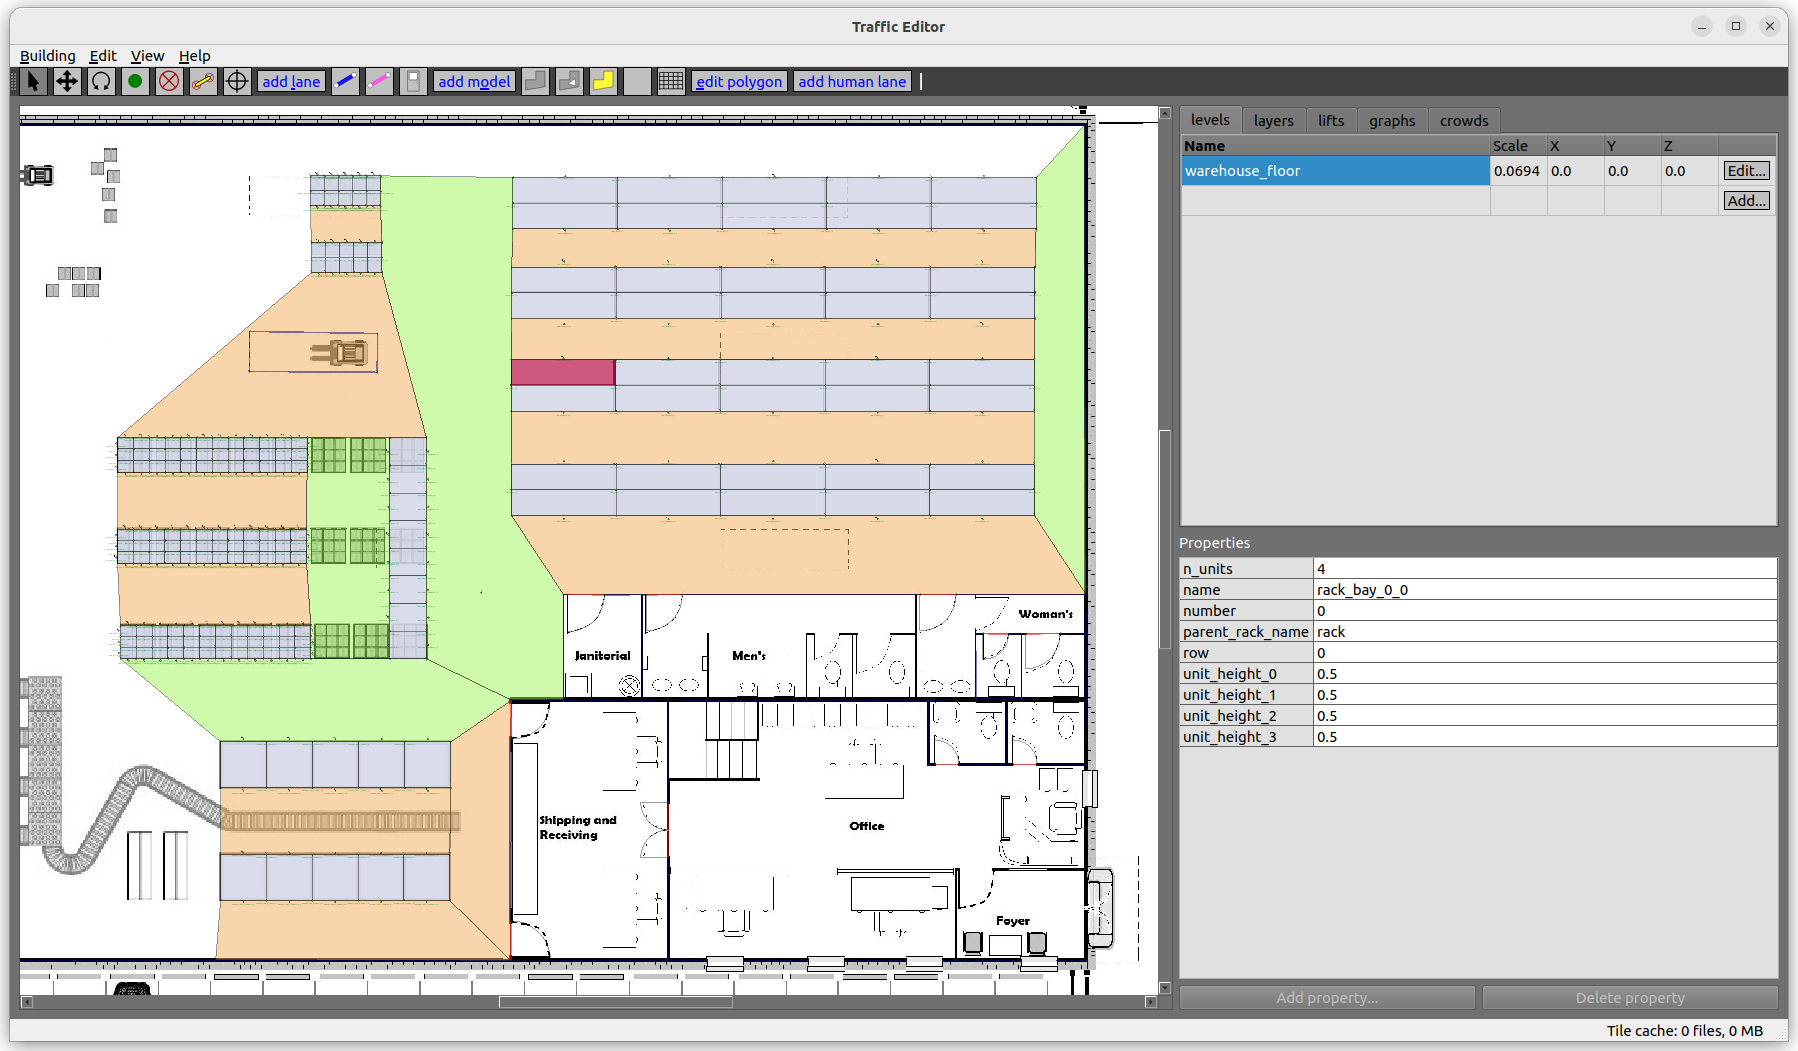 Traffic Editor
Building Edit View Help
add lane add model edit polygon add human lane
levels layers lifts graphs crowds
Name Scale X Y Z
warehouse_floor 0.0694 0.0 0.0 0.0 Edit...
Add...
Properties
n_units 4
name rack_bay_0_0
number 0
parent_rack_name rack
row 0
unit_height_0 0.5
unit_height_1 0.5
unit_height_2 0.5
unit_height_3 0.5
Woman's
Janitorial
Men's
Shipping and
Receiving
Office
Foyer
Add property... Delete property
Tile cache: 0 files, 0 MB